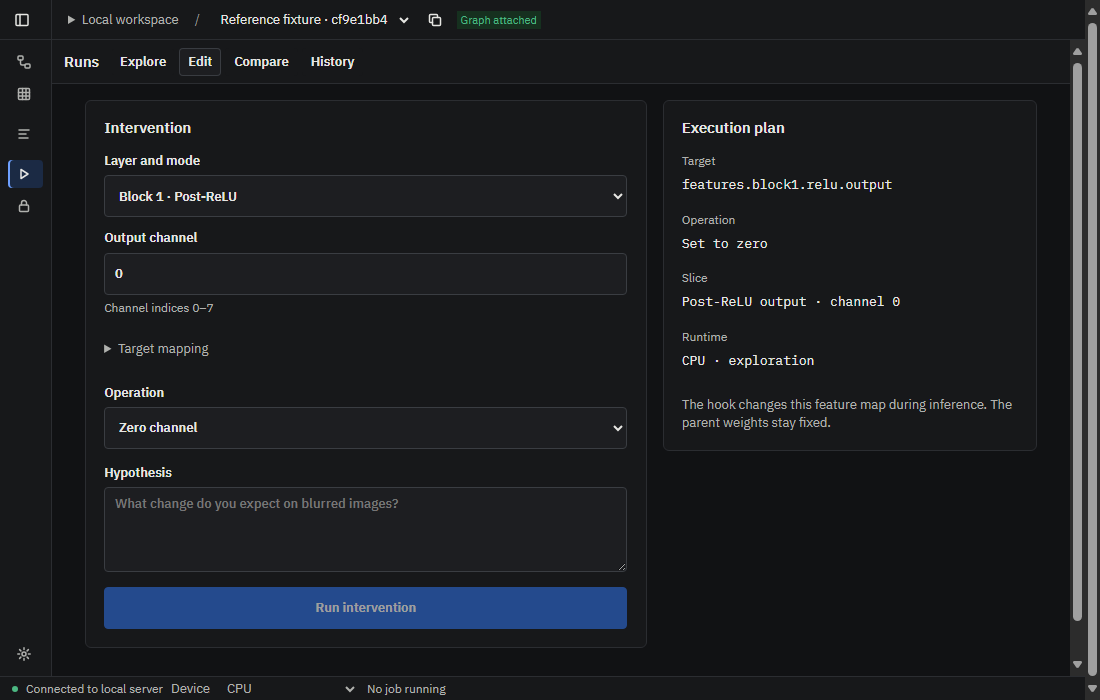 Local workspace / Reference fixture · cf9e1bb4 Graph attached
Runs Explore Edit Compare History
Intervention
Layer and mode
Block 1 · Post-ReLU
Output channel
0
Channel indices 0–7
Target mapping
Operation
Zero channel
Hypothesis
What change do you expect on blurred images?
Run intervention
Execution plan
Target
features.block1.relu.output
Operation
Set to zero
Slice
Post-ReLU output · channel 0
Runtime
CPU · exploration
The hook changes this feature map during inference. The
parent weights stay fixed.
Connected to local server Device CPU No job running